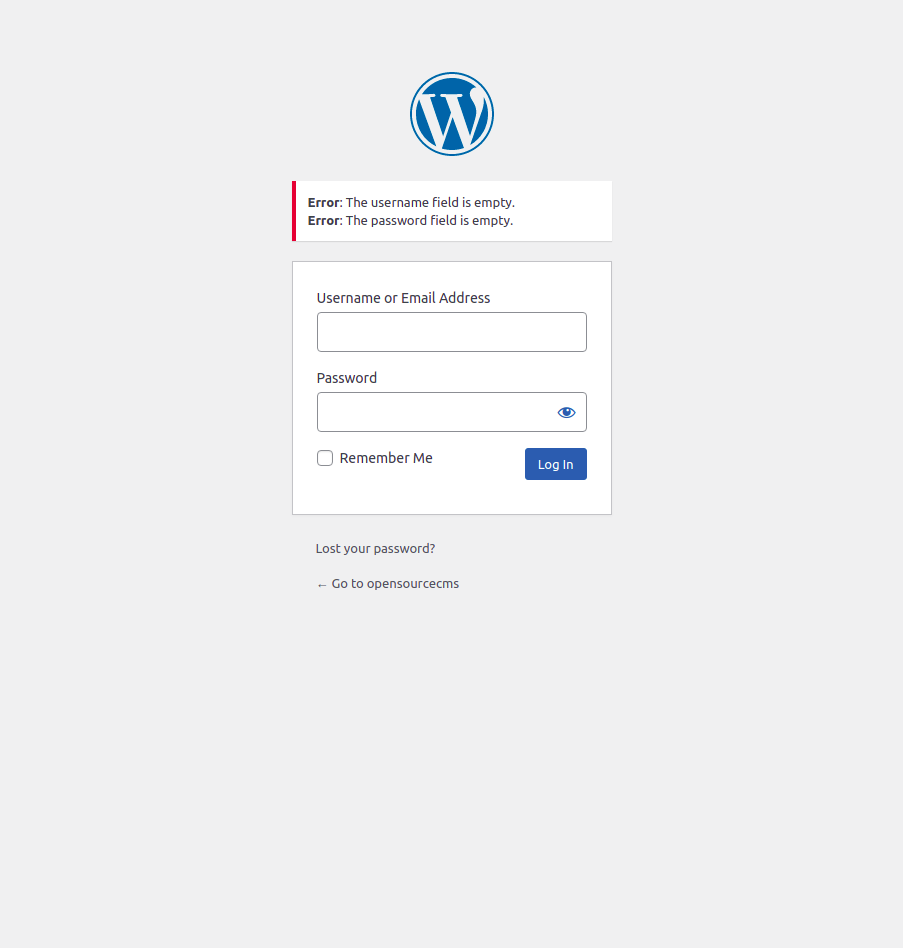 Error: The username field is empty.
Error: The password field is empty.
Username or Email Address
Password
Remember Me
Log In
Lost your password?
← Go to opensourcecms